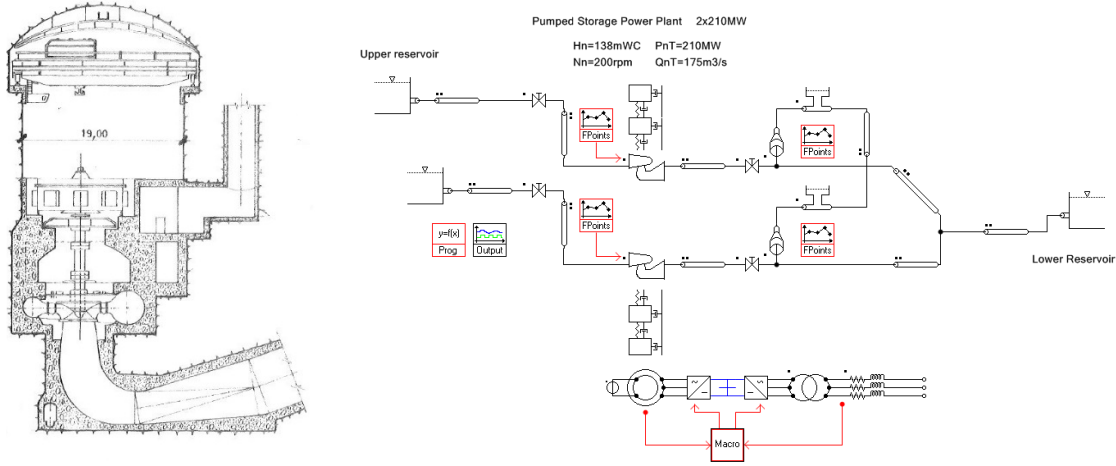 Pumped Storage Power Plant 2x210MW
Hn=138mWC PnT=210MW
Nn=200rpm QnT=175m3/s
Upper reservoir
19,00
FPoints
FPoints
FPoints
y=f(x)
Prog
Output
FPoints
Lower Reservoir
Macro